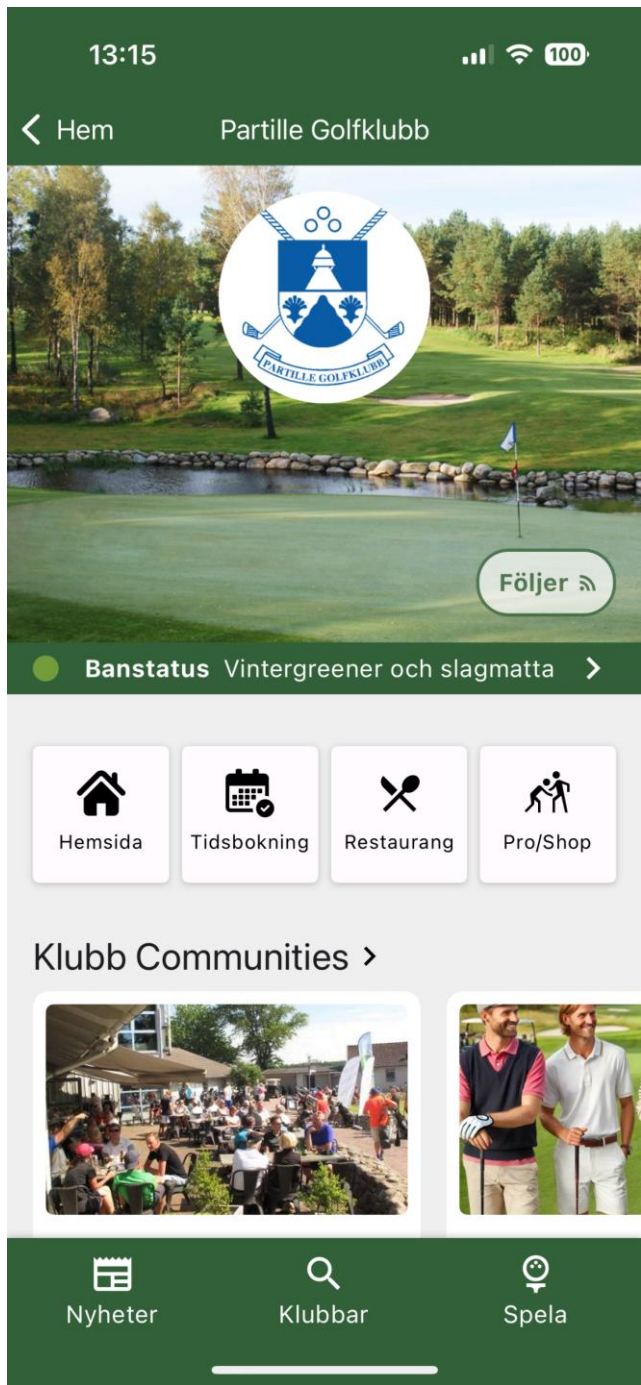 13:15
100
Hem
Partille Golfklubb
PARTILLE GOLFKLUBB
Följer
Banstatus Vintergreener och slagmatta
Hemsida
Tidsbokning
Restaurang
Pro/Shop
Klubb Communities
Nyheter
Klubbar
Spela